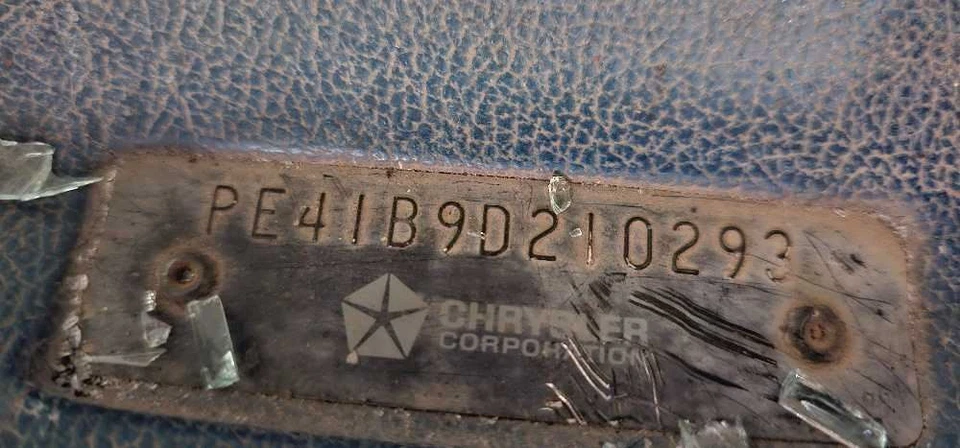 PE41B9D210293
CHRYSLER
CORPORATION